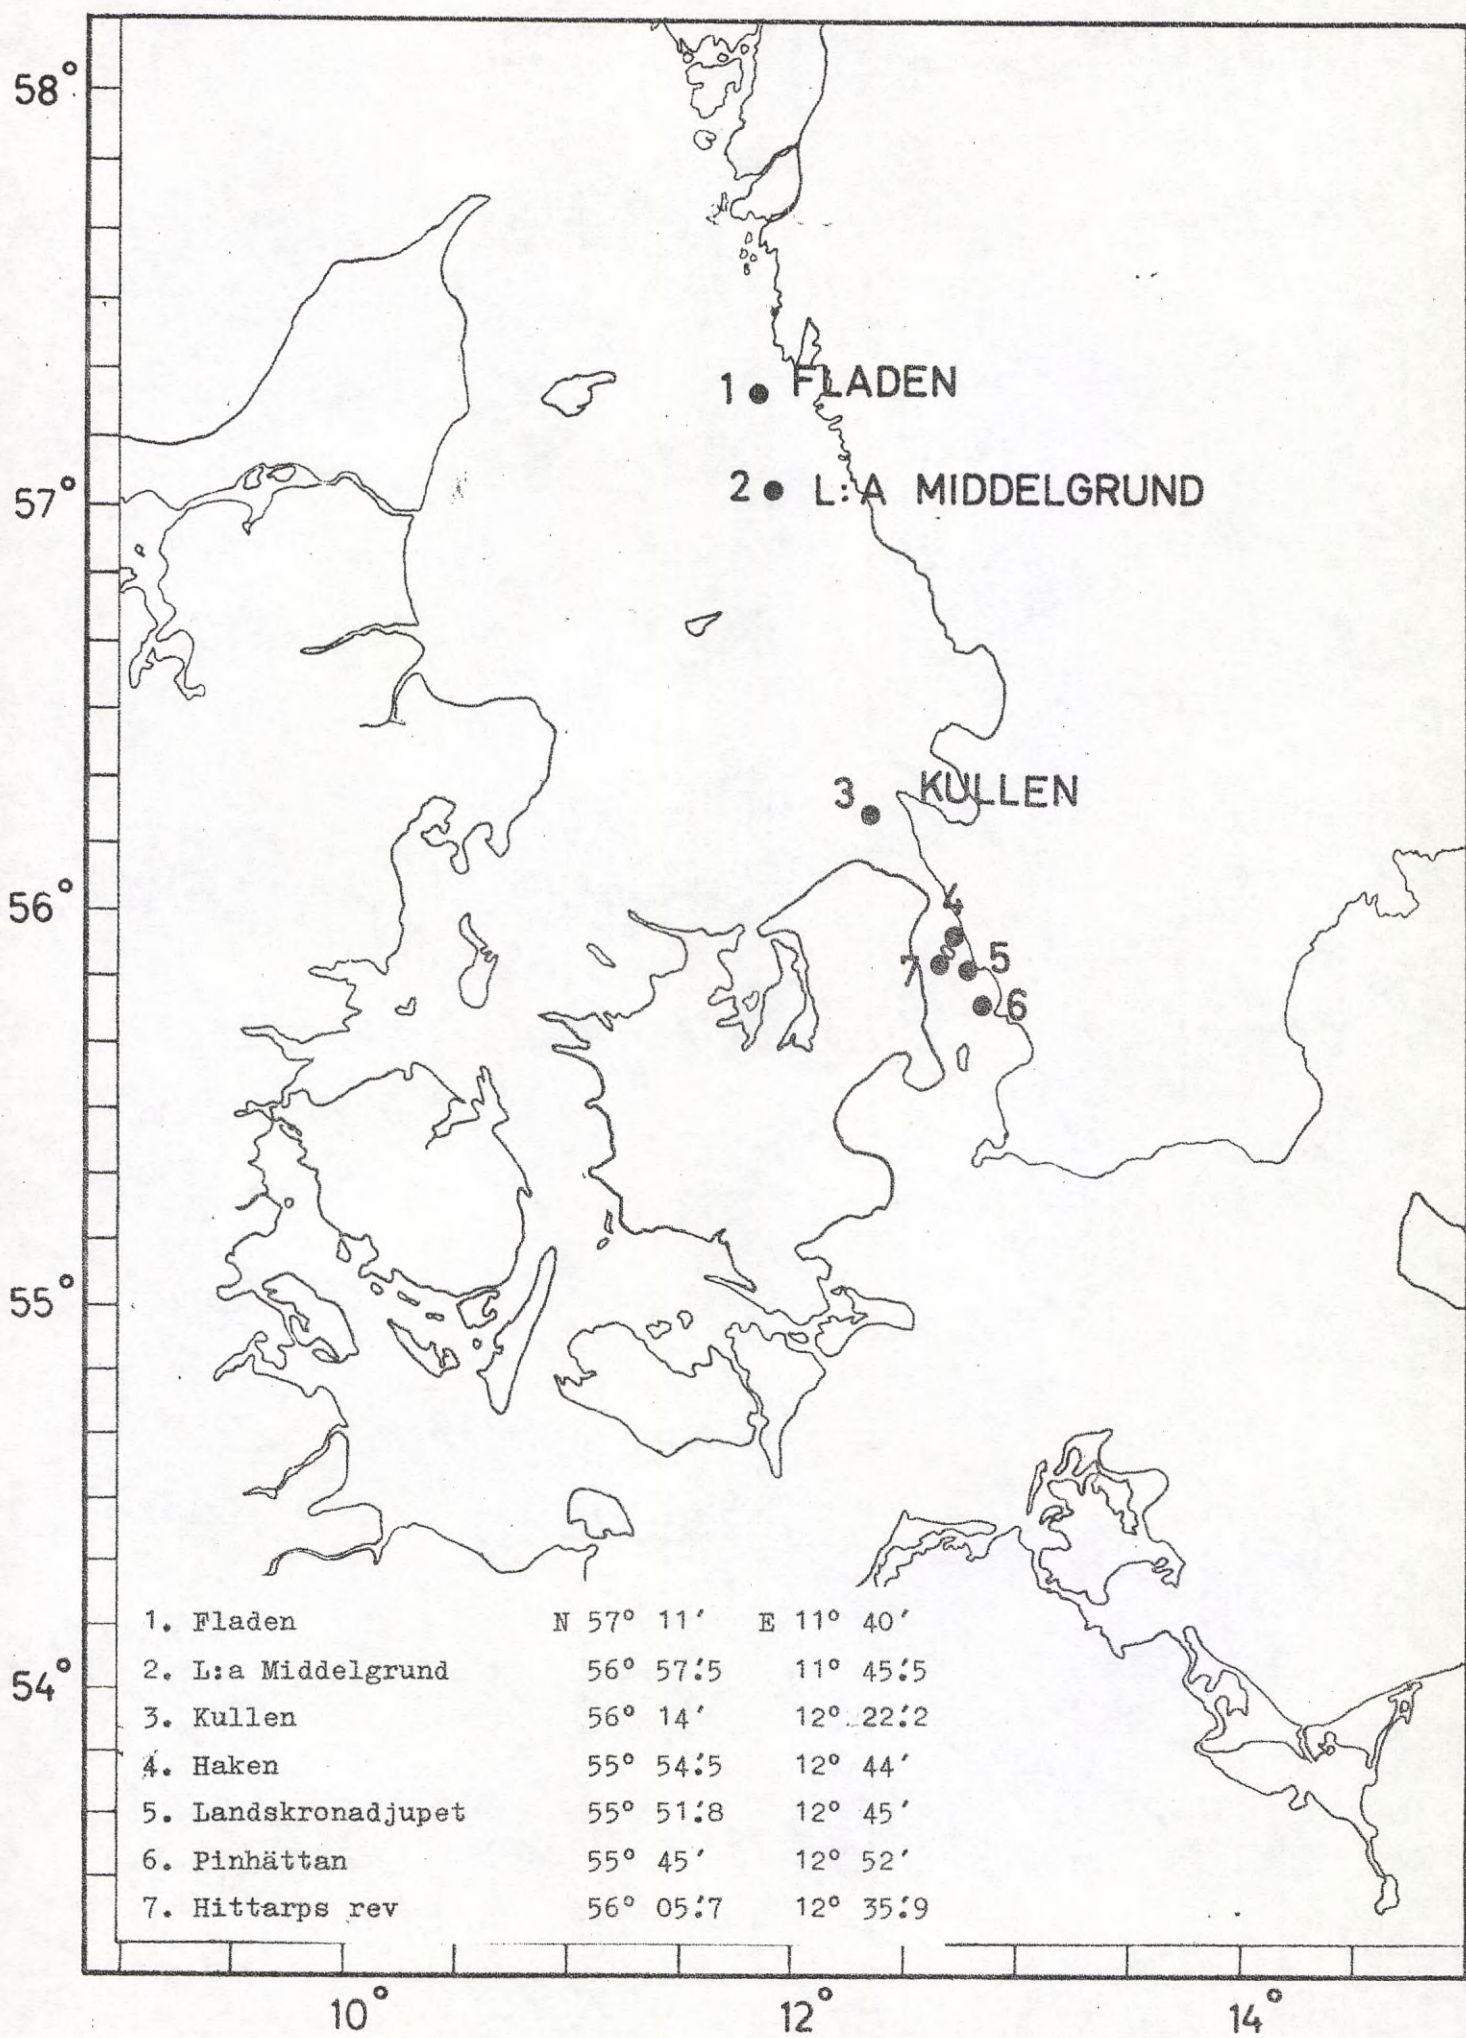 58°
1 FLADEN
57°
2 L:A MIDDELGRUND
3 KULLEN
56°
4
7
5
6
55°
54°
1. Fladen N 57° 11′ E 11° 40′
2. L:a Middelgrund 56° 57:5 11° 45:5
3. Kullen 56° 14′ 12° 22:2
4. Haken 55° 54:5 12° 44′
5. Landskronadjupet 55° 51:8 12° 45′
6. Pinhättan 55° 45′ 12° 52′
7. Hittarps rev 56° 05:7 12° 35:9
10° 12° 14°